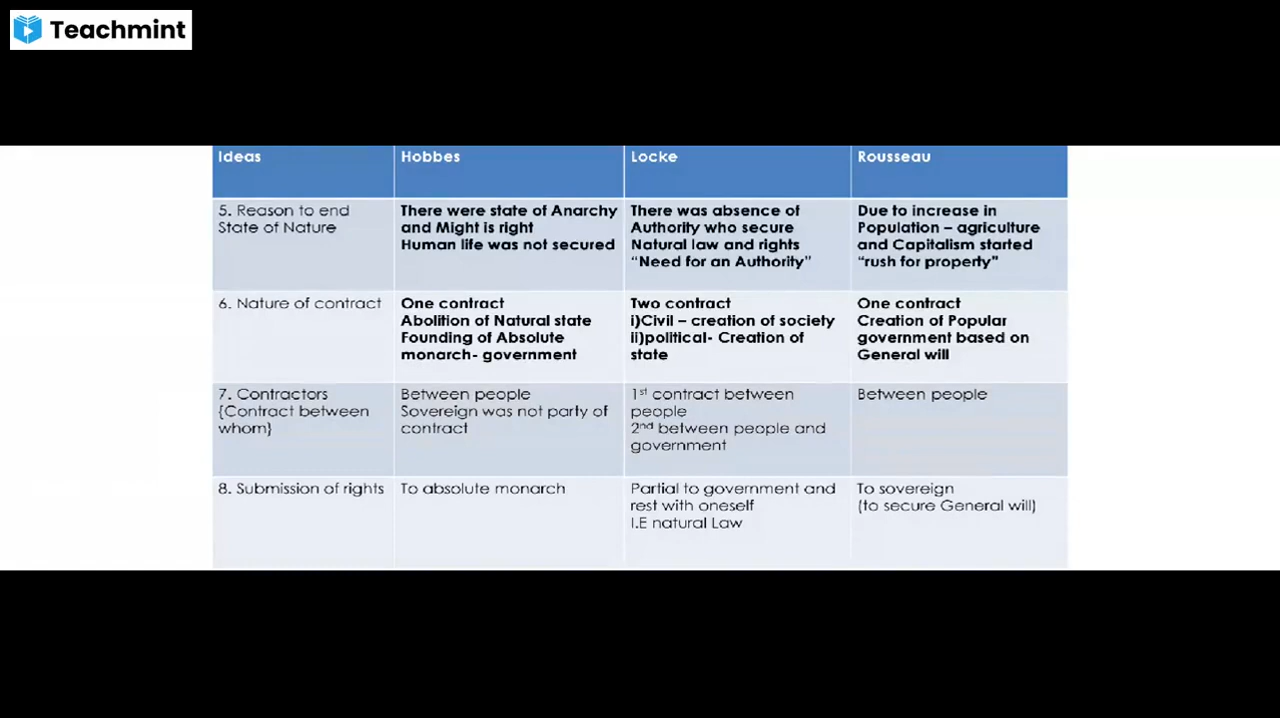 Teachmint
Ideas
Hobbes
Locke
Rousseau
5. Reason to end
State of Nature
There were state of Anarchy
and Might is right
Human life was not secured
There was absence of
Authority who secure
Natural law and rights
“Need for an Authority”
Due to increase in
Population – agriculture
and Capitalism started
“rush for property”
6. Nature of contract
One contract
Abolition of Natural state
Founding of Absolute
monarch- government
Two contract
i)Civil – creation of society
ii)political- Creation of
state
One contract
Creation of Popular
government based on
General will
7. Contractors
{Contract between
whom}
Between people
Sovereign was not party of
contract
1st contract between
people
2nd between people and
government
Between people
8. Submission of rights
To absolute monarch
Partial to government and
rest with oneself
I.E natural Law
To sovereign
(to secure General will)